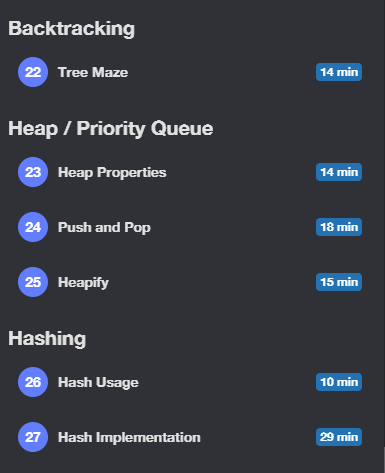 Backtracking
22 Tree Maze 14 min
Heap / Priority Queue
23 Heap Properties 14 min
24 Push and Pop 18 min
25 Heapify 15 min
Hashing
26 Hash Usage 10 min
27 Hash Implementation 29 min